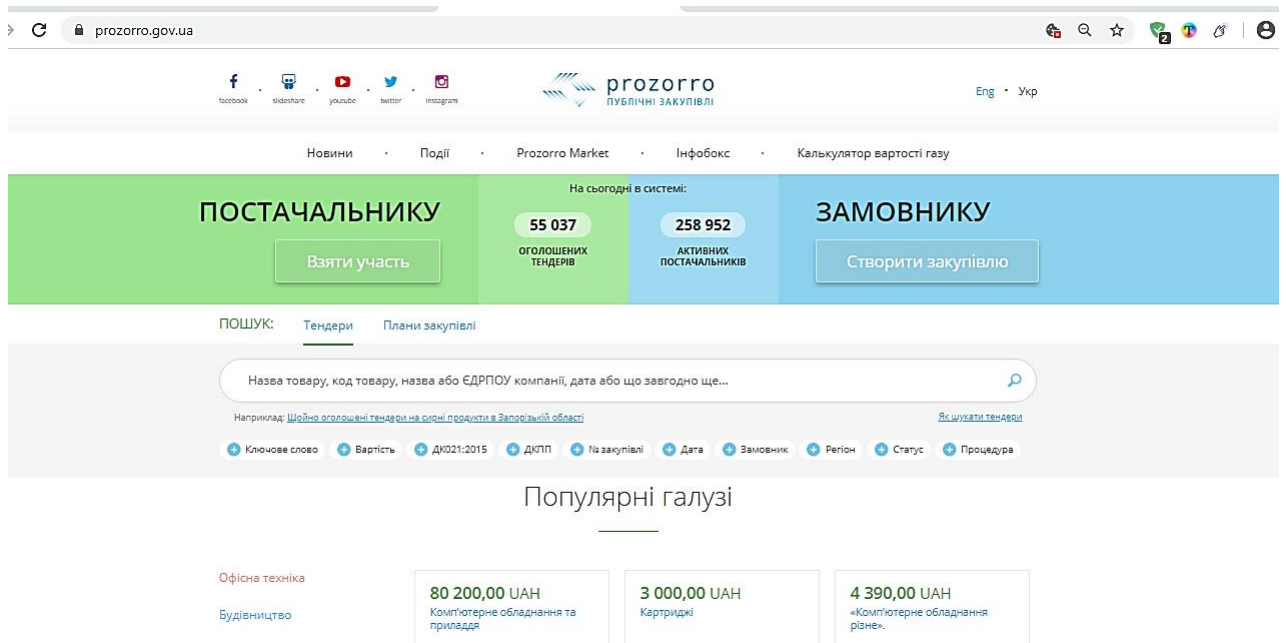 prozorro.gov.ua
2
facebook · slideshare · youtube · twitter · instagram
prozorro
ПУБЛІЧНІ ЗАКУПІВЛІ
Eng · Укр
Новини · Події · Prozorro Market · Інфобокс · Калькулятор вартості газу
На сьогодні в системі:
ПОСТАЧАЛЬНИКУ
Взяти участь
55 037
ОГОЛОШЕНИХ
ТЕНДЕРІВ
258 952
АКТИВНИХ
ПОСТАЧАЛЬНИКІВ
ЗАМОВНИКУ
Створити закупівлю
ПОШУК: Тендери Плани закупівлі
Назва товару, код товару, назва або ЄДРПОУ компанії, дата або що завгодно ще...
Наприклад: Щойно оголошені тендери на сирні продукти в Запорізькій області
Як шукати тендери
Ключове слово Вартість ДК021:2015 ДКПП № закупівлі Дата Замовник Регіон Статус Процедура
Популярні галузі
Офісна техніка
Будівництво
80 200,00 UAH
Комп'ютерне обладнання та
приладдя
3 000,00 UAH
Картриджі
4 390,00 UAH
«Комп'ютерне обладнання
різне».